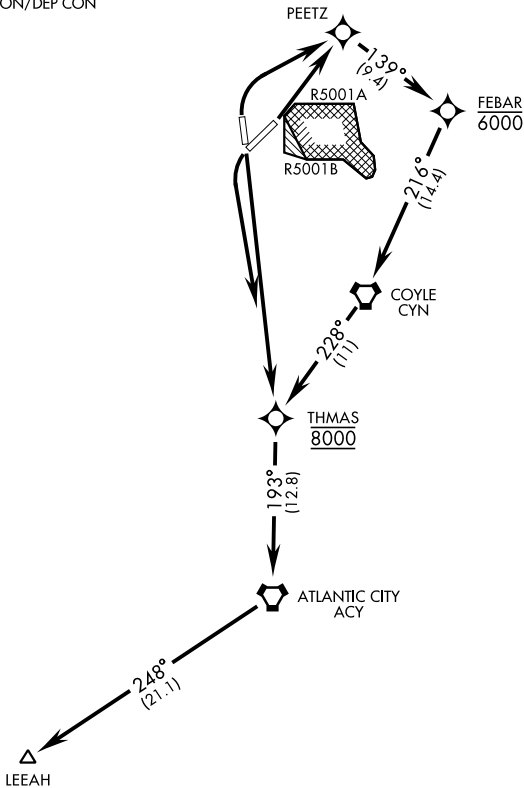 ON/DEP CON
PEETZ
139°
(9.4)
R5001A
FEBAR
6000
R5001B
216°
(14.4)
COYLE
CYN
228°
(11)
THMAS
8000
193°
(12.8)
ATLANTIC CITY
ACY
248°
(21.1)
LEEAH